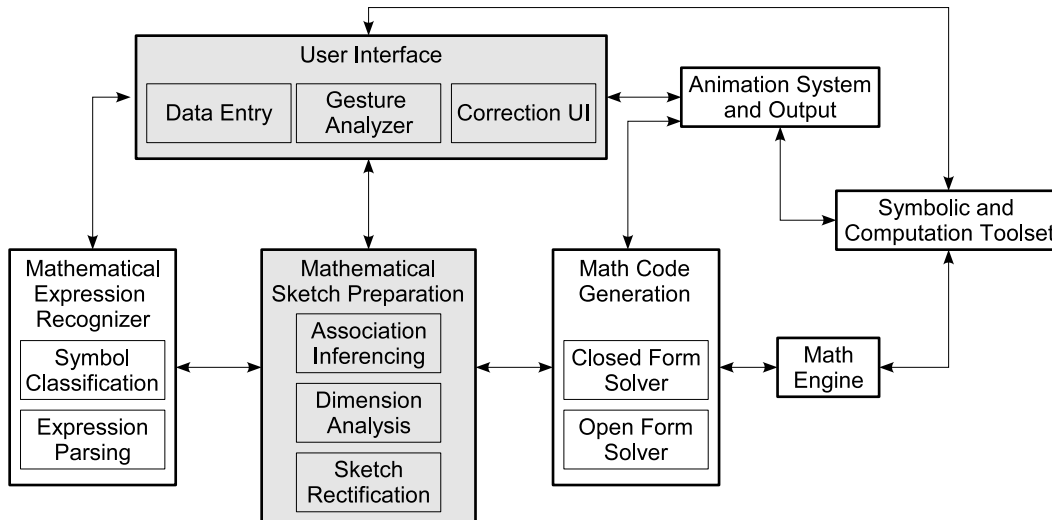 User Interface
Data Entry
Gesture
Analyzer
Correction UI
Animation System
and Output
Symbolic and
Computation Toolset
Mathematical
Expression
Recognizer
Symbol
Classification
Expression
Parsing
Mathematical
Sketch Preparation
Association
Inferencing
Dimension
Analysis
Sketch
Rectification
Math Code
Generation
Closed Form
Solver
Open Form
Solver
Math
Engine